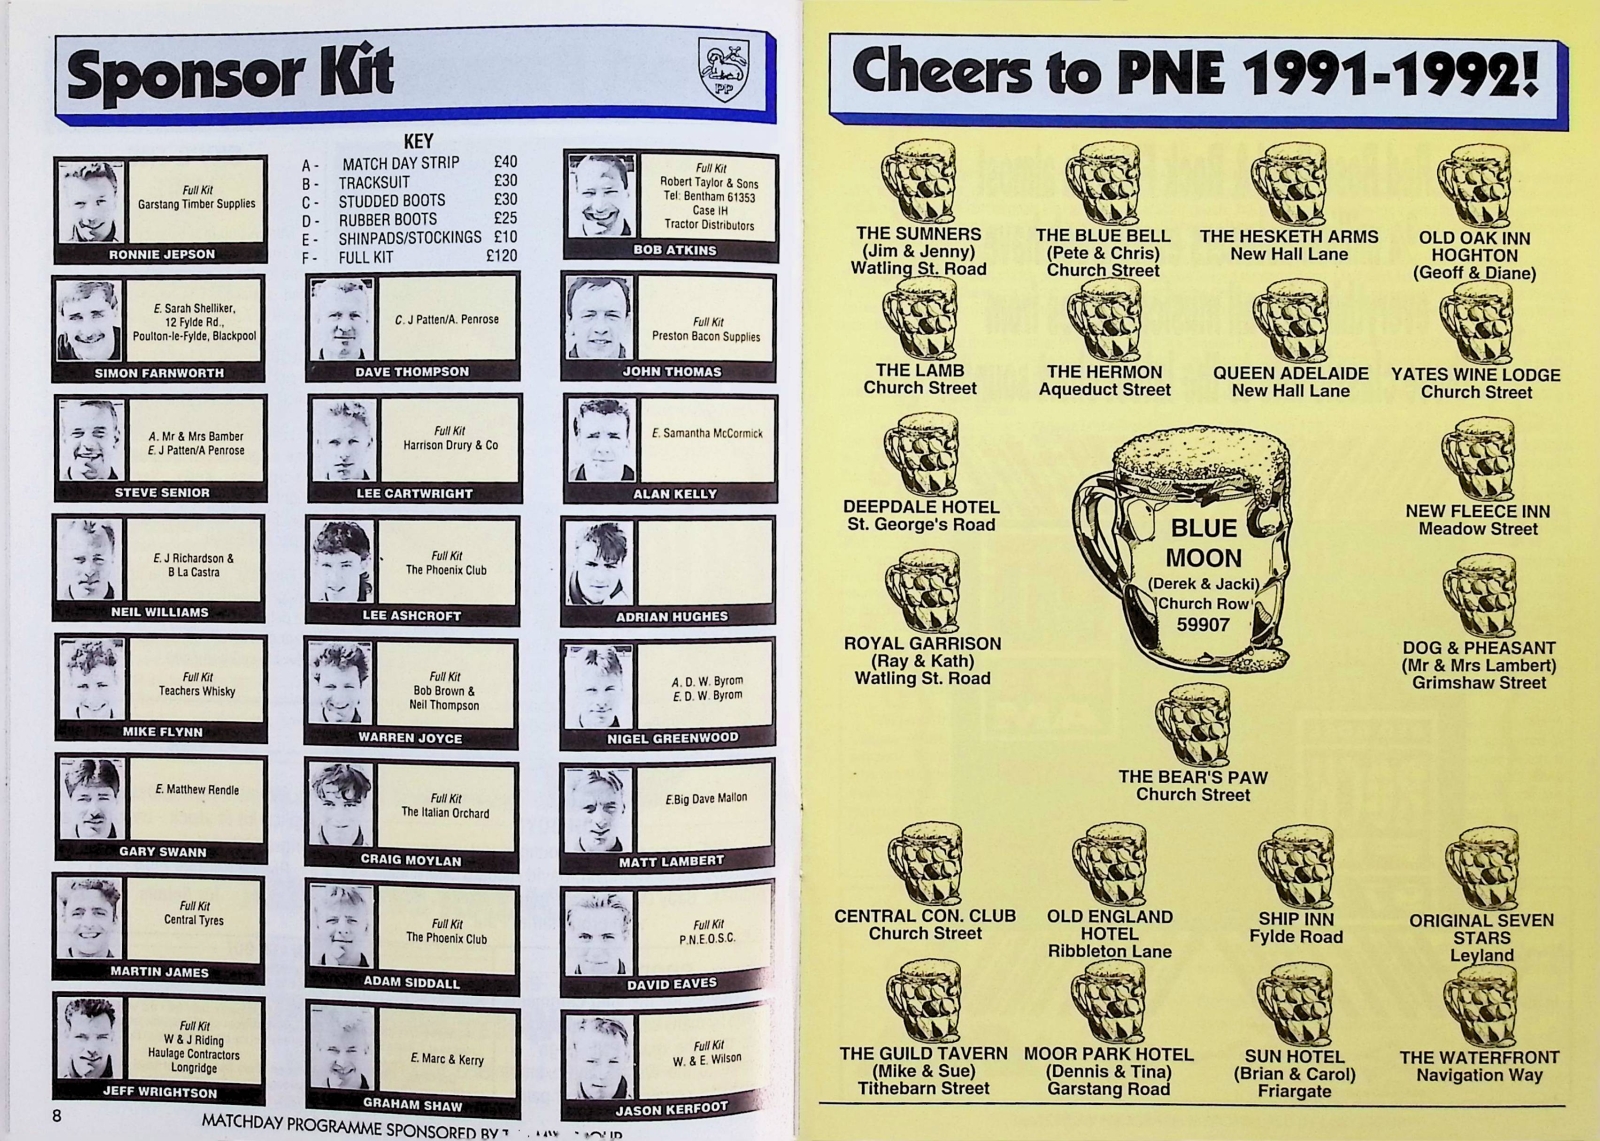 Sponsor Kit
PP
KEY
A - MATCH DAY STRIP £40
B - TRACKSUIT £30
C - STUDDED BOOTS £30
D - RUBBER BOOTS £25
E - SHINPADS/STOCKINGS £10
F - FULL KIT £120
Full Kit
Garstang Timber Supplies
RONNIE JEPSON
Full Kit
Robert Taylor & Sons
Tel: Bentham 61353
Case IH
Tractor Distributors
BOB ATKINS
E. Sarah Shelliker,
12 Fylde Rd.,
Poulton-le-Fylde, Blackpool
SIMON FARNWORTH
C. J Patten/A. Penrose
DAVE THOMPSON
Full Kit
Preston Bacon Supplies
JOHN THOMAS
A. Mr & Mrs Bamber
E. J Patten/A Penrose
STEVE SENIOR
Full Kit
Harrison Drury & Co
LEE CARTWRIGHT
E. Samantha McCormick
ALAN KELLY
E. J Richardson &
B La Castra
NEIL WILLIAMS
Full Kit
The Phoenix Club
LEE ASHCROFT
ADRIAN HUGHES
Full Kit
Teachers Whisky
MIKE FLYNN
Full Kit
Bob Brown &
Neil Thompson
WARREN JOYCE
A. D. W. Byrom
E. D. W. Byrom
NIGEL GREENWOOD
E. Matthew Rendle
GARY SWANN
Full Kit
The Italian Orchard
CRAIG MOYLAN
E.Big Dave Mallon
MATT LAMBERT
Full Kit
Central Tyres
MARTIN JAMES
Full Kit
The Phoenix Club
ADAM SIDDALL
Full Kit
P.N.E.O.S.C.
DAVID EAVES
Full Kit
W & J Riding
Haulage Contractors
Longridge
JEFF WRIGHTSON
E. Marc & Kerry
GRAHAM SHAW
Full Kit
W. & E. Wilson
JASON KERFOOT
8
MATCHDAY PROGRAMME SPONSORED BY
Cheers to PNE 1991-1992!
THE SUMNERS
(Jim & Jenny)
Watling St. Road
THE BLUE BELL
(Pete & Chris)
Church Street
THE HESKETH ARMS
New Hall Lane
OLD OAK INN
HOGHTON
(Geoff & Diane)
THE LAMB
Church Street
THE HERMON
Aqueduct Street
QUEEN ADELAIDE
New Hall Lane
YATES WINE LODGE
Church Street
DEEPDALE HOTEL
St. George's Road
BLUE
MOON
(Derek & Jacki)
'Church Row'
59907
NEW FLEECE INN
Meadow Street
ROYAL GARRISON
(Ray & Kath)
Watling St. Road
DOG & PHEASANT
(Mr & Mrs Lambert)
Grimshaw Street
THE BEAR'S PAW
Church Street
CENTRAL CON. CLUB
Church Street
OLD ENGLAND
HOTEL
Ribbleton Lane
SHIP INN
Fylde Road
ORIGINAL SEVEN
STARS
Leyland
THE GUILD TAVERN
(Mike & Sue)
Tithebarn Street
MOOR PARK HOTEL
(Dennis & Tina)
Garstang Road
SUN HOTEL
(Brian & Carol)
Friargate
THE WATERFRONT
Navigation Way